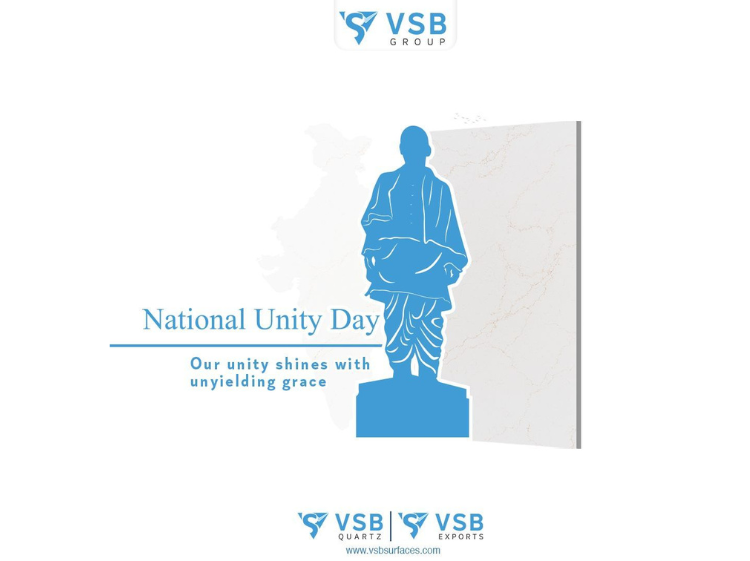 VSB
GROUP
National Unity Day
Our unity shines with
unyielding grace
VSB
QUARTZ
VSB
EXPORTS
www.vsbsurfaces.com